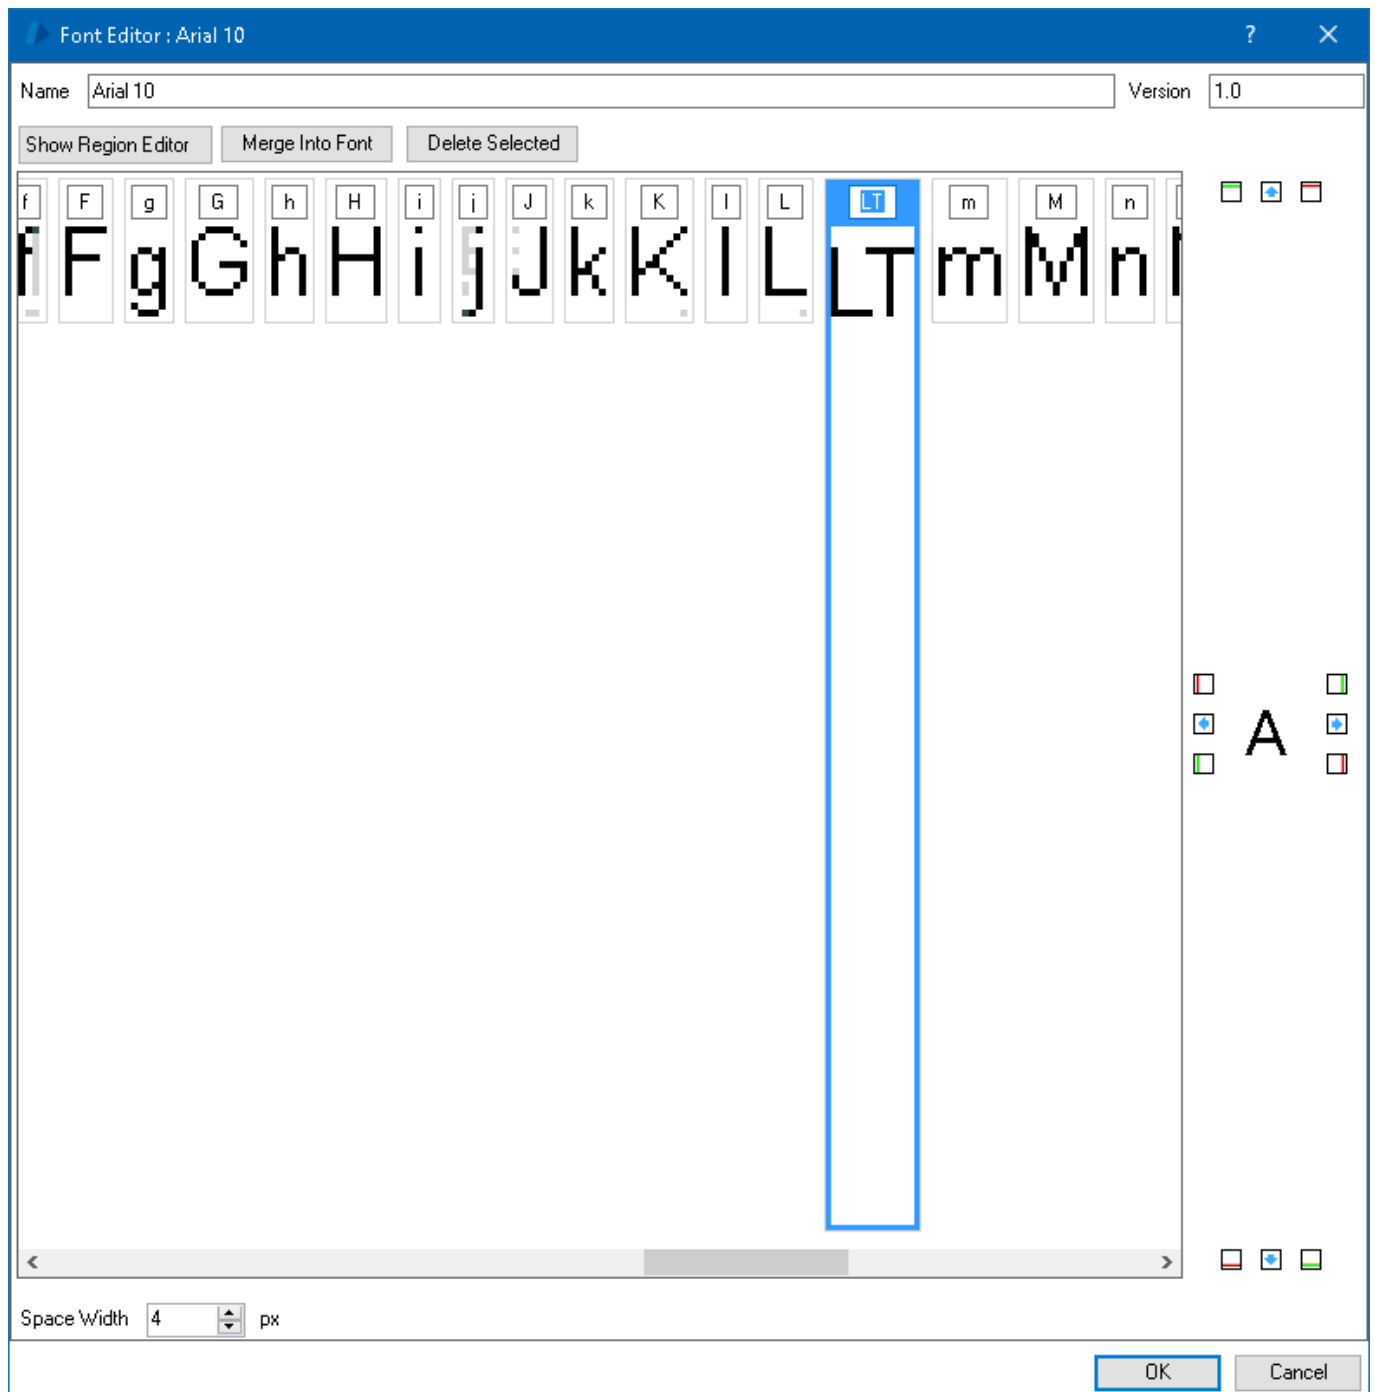 Font Editor : Arial 10 ?
Name Arial 10 Version 1.0
Show Region Editor Merge Into Font Delete Selected
f F g G h H i j J k K l L LT m M n
f F g G h H i j J k K l L LT m M n
A
Space Width 4 px
OK Cancel